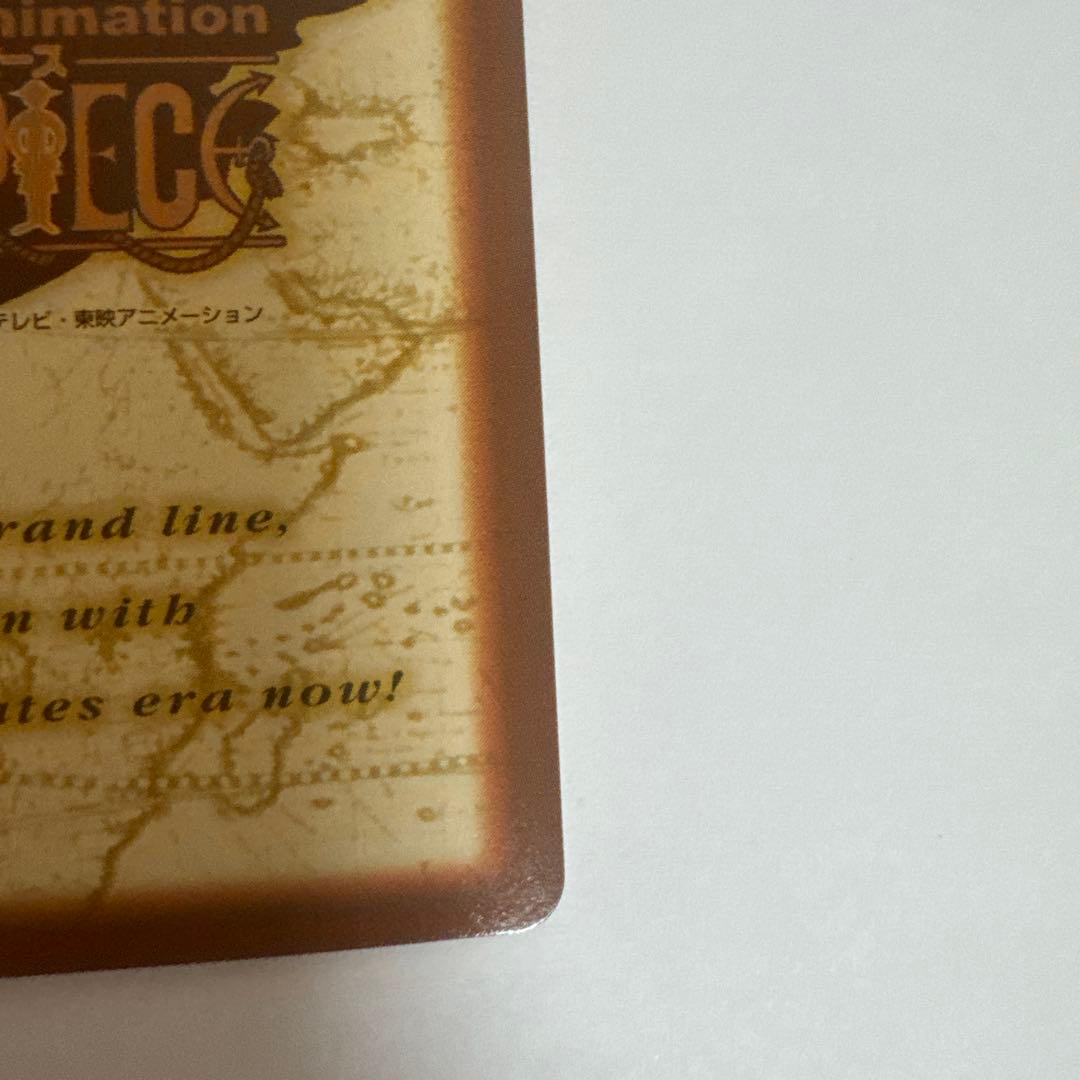 nimation
ース
PIECE
テレビ・東映アニメーション
rand line,
n with
ates era now!